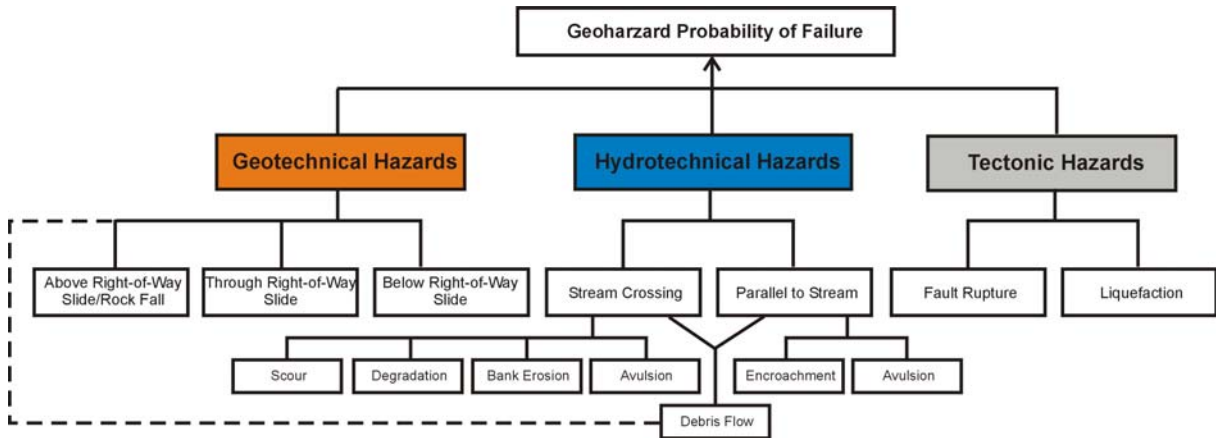 Geoharzard Probability of Failure
Geotechnical Hazards
Hydrotechnical Hazards
Tectonic Hazards
Above Right-of-Way
Slide/Rock Fall
Through Right-of-Way
Slide
Below Right-of-Way
Slide
Stream Crossing
Parallel to Stream
Fault Rupture
Liquefaction
Scour
Degradation
Bank Erosion
Avulsion
Encroachment
Avulsion
Debris Flow